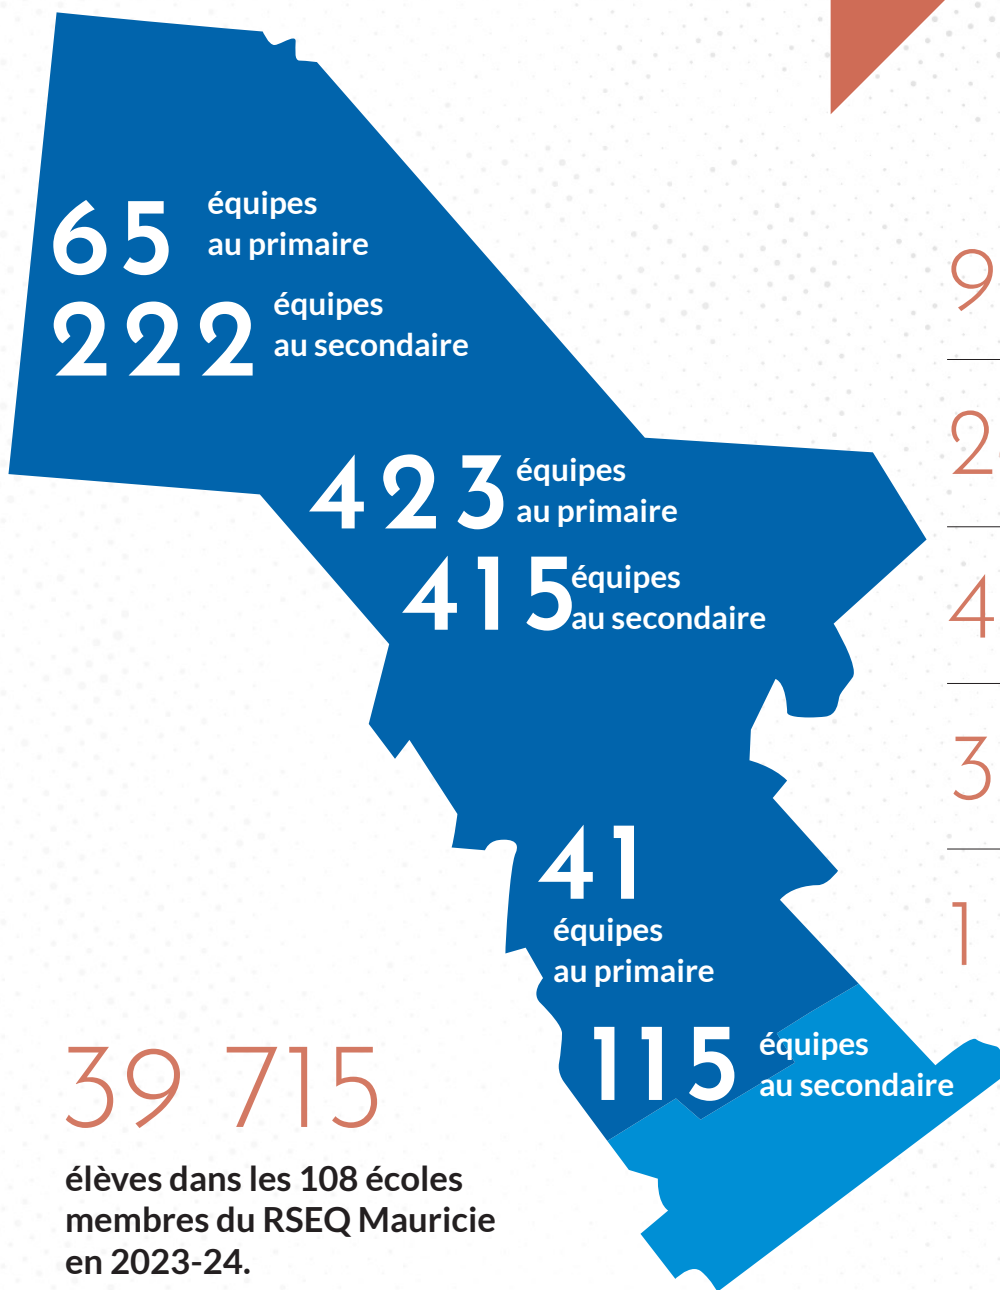 65 équipes
au primaire
222 équipes
au secondaire
423 équipes
au primaire
415 équipes
au secondaire
41
équipes
au primaire
115 équipes
au secondaire
39 715
élèves dans les 108 écoles
membres du RSEQ Mauricie
en 2023-24.
9
2
4
3
1